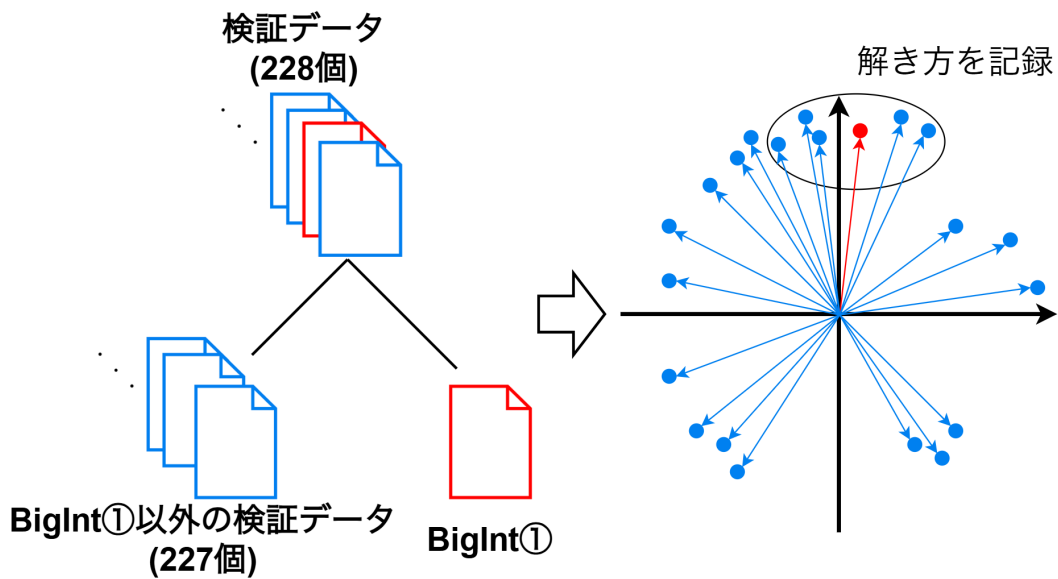 検証データ
(228個)
解き方を記録
BigInt①以外の検証データ
(227個)
BigInt①